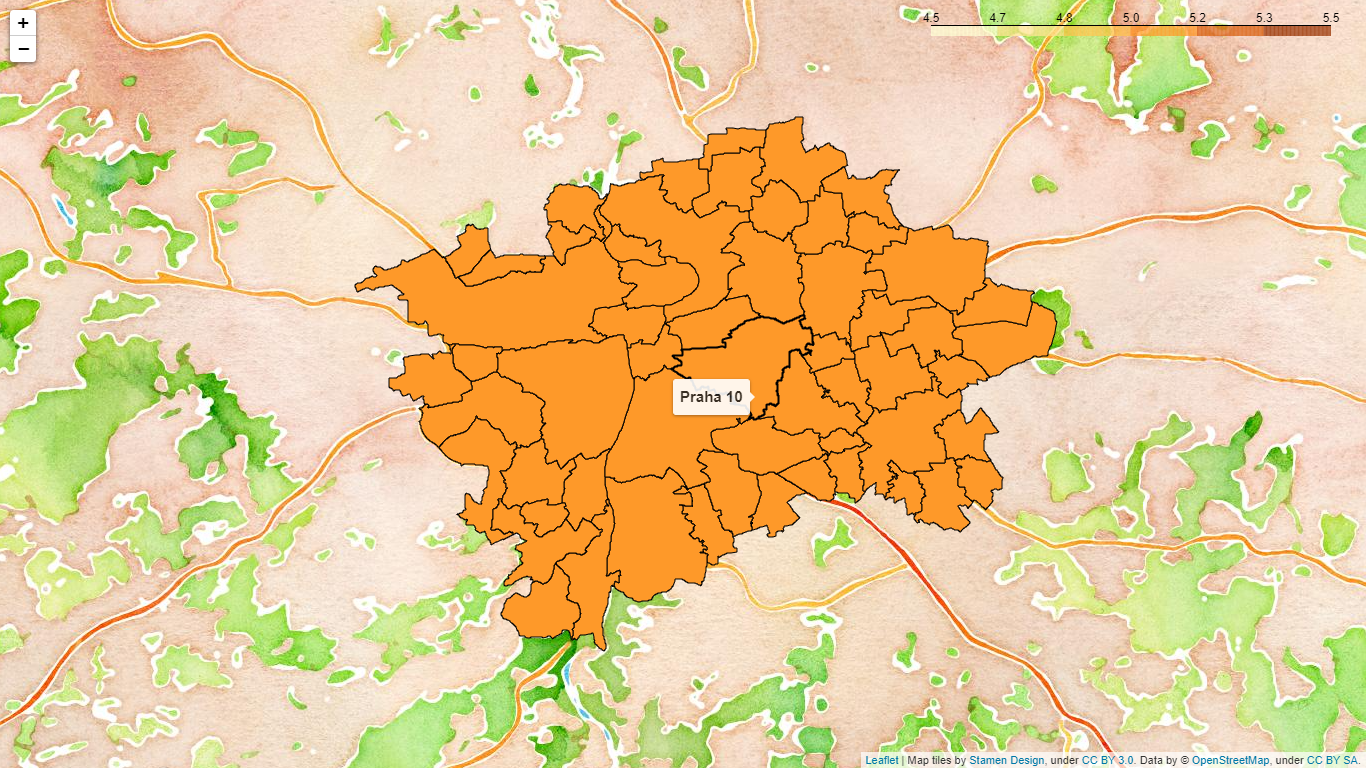 +
−
4.5 4.7 4.8 5.0 5.2 5.3 5.5
Praha 10
Leaflet | Map tiles by Stamen Design, under CC BY 3.0. Data by © OpenStreetMap, under CC BY SA.